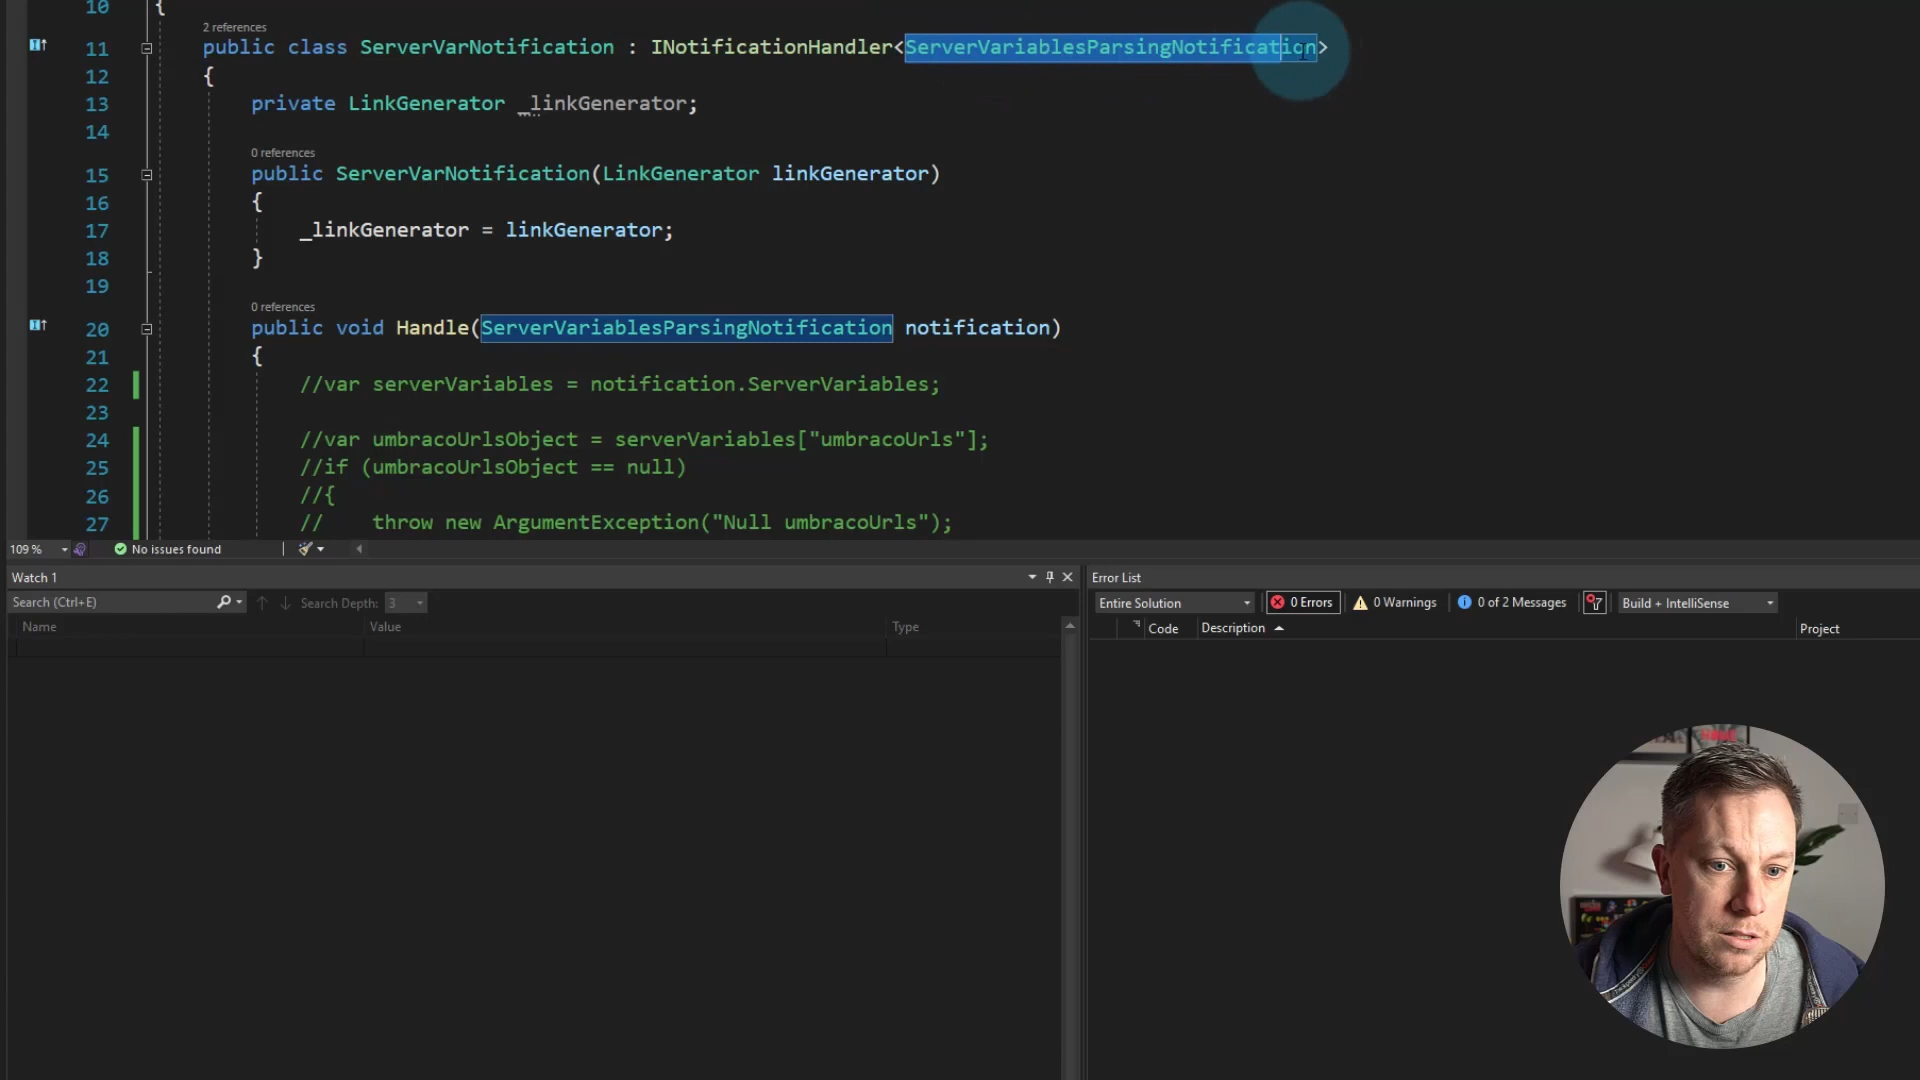 10 {
2 references
11 public class ServerVarNotification : INotificationHandler<ServerVariablesParsingNotification>
12 {
13 private LinkGenerator _linkGenerator;
14
0 references
15 public ServerVarNotification(LinkGenerator linkGenerator)
16 {
17 _linkGenerator = linkGenerator;
18 }
19
0 references
20 public void Handle(ServerVariablesParsingNotification notification)
21 {
22 //var serverVariables = notification.ServerVariables;
23
24 //var umbracoUrlsObject = serverVariables["umbracoUrls"];
25 //if (umbracoUrlsObject == null)
26 //{
27 // throw new ArgumentException("Null umbracoUrls");
109 % No issues found
Watch 1
Search (Ctrl+E) Search Depth: 3
Name Value Type
Error List
Entire Solution 0 Errors 0 Warnings 0 of 2 Messages Build + IntelliSense
Code Description Project